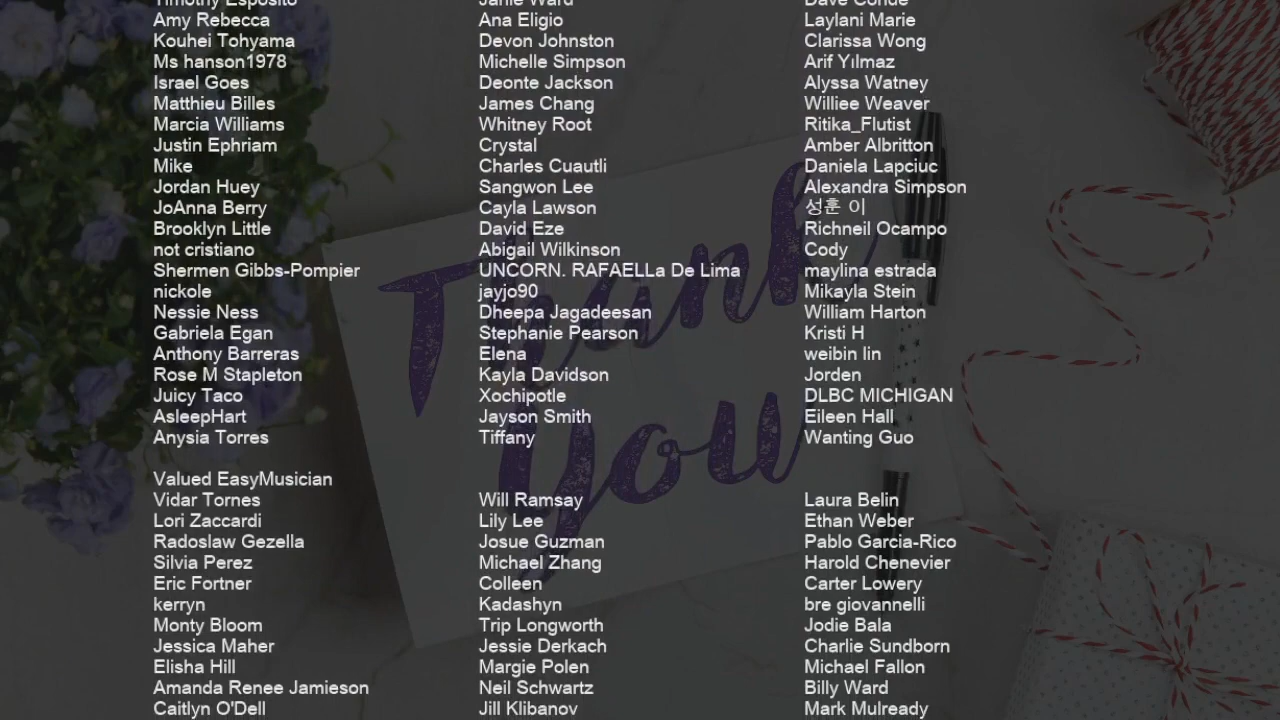 Timothy Esposito Janie Ward Dave Conde
Amy Rebecca Ana Eligio Laylani Marie
Kouhei Tohyama Devon Johnston Clarissa Wong
Ms hanson1978 Michelle Simpson Arif Yılmaz
Israel Goes Deonte Jackson Alyssa Watney
Matthieu Billes James Chang Williee Weaver
Marcia Williams Whitney Root Ritika_Flutist
Justin Ephriam Crystal Amber Albritton
Mike Charles Cuautli Daniela Lapciuc
Jordan Huey Sangwon Lee Alexandra Simpson
JoAnna Berry Cayla Lawson 성훈 이
Brooklyn Little David Eze Richneil Ocampo
not cristiano Abigail Wilkinson Cody
Shermen Gibbs-Pompier UNCORN. RAFAELLa De Lima maylina estrada
nickole jayjo90 Mikayla Stein
Nessie Ness Dheepa Jagadeesan William Harton
Gabriela Egan Stephanie Pearson Kristi H
Anthony Barreras Elena weibin lin
Rose M Stapleton Kayla Davidson Jorden
Juicy Taco Xochipotle DLBC MICHIGAN
AsleepHart Jayson Smith Eileen Hall
Anysia Torres Tiffany Wanting Guo
Thank
you
Valued EasyMusician
Vidar Tornes Will Ramsay Laura Belin
Lori Zaccardi Lily Lee Ethan Weber
Radoslaw Gezella Josue Guzman Pablo Garcia-Rico
Silvia Perez Michael Zhang Harold Chenevier
Eric Fortner Colleen Carter Lowery
kerryn Kadashyn bre giovannelli
Monty Bloom Trip Longworth Jodie Bala
Jessica Maher Jessie Derkach Charlie Sundborn
Elisha Hill Margie Polen Michael Fallon
Amanda Renee Jamieson Neil Schwartz Billy Ward
Caitlyn O'Dell Jill Klibanov Mark Mulready